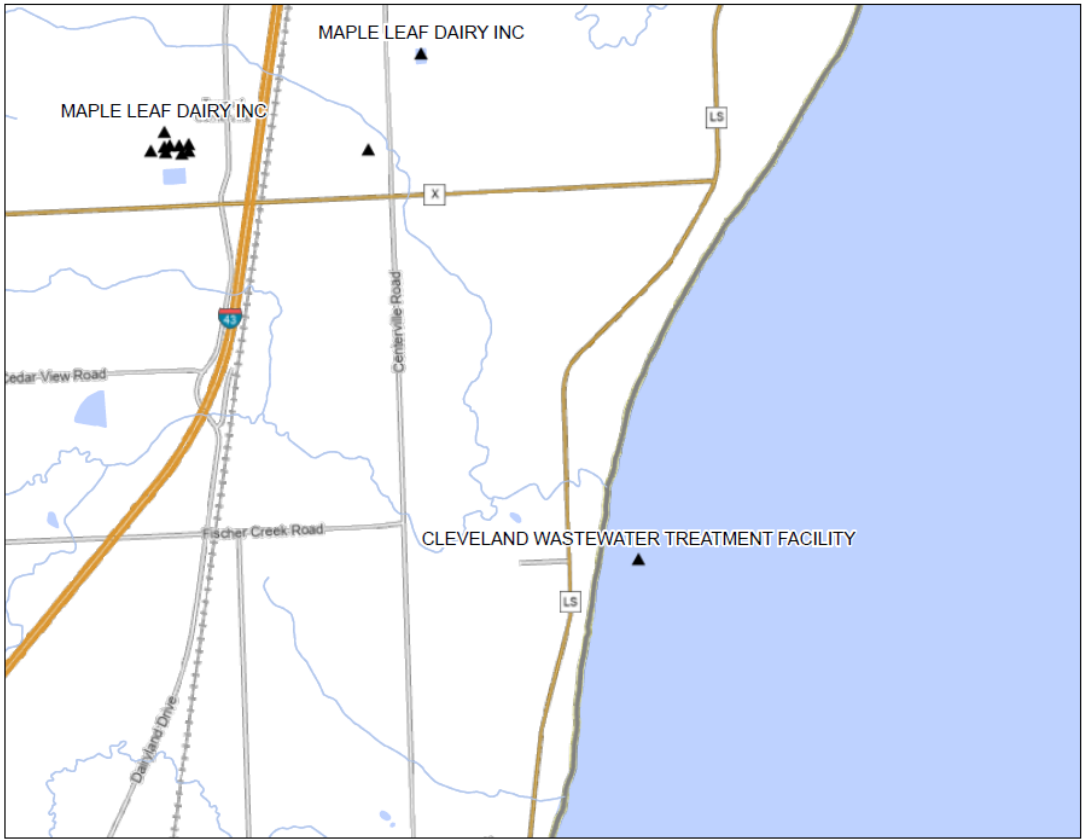 MAPLE LEAF DAIRY INC
MAPLE LEAF DAIRY INC
LS
X
Centerville Road
43
Cedar View Road
Fischer Creek Road
CLEVELAND WASTEWATER TREATMENT FACILITY
LS
Dairyland Drive